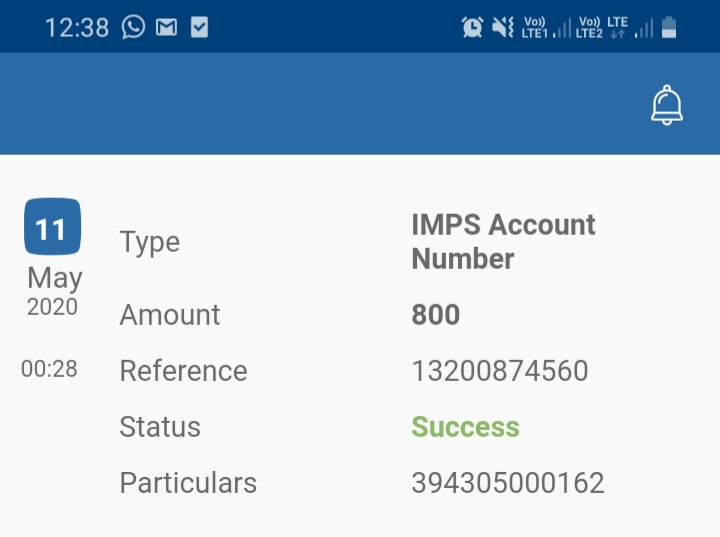 12:38 Vo) LTE1 Vo) LTE2 LTE
11 May 2020
Type IMPS Account Number
Amount 800
00:28 Reference 13200874560
Status Success
Particulars 394305000162